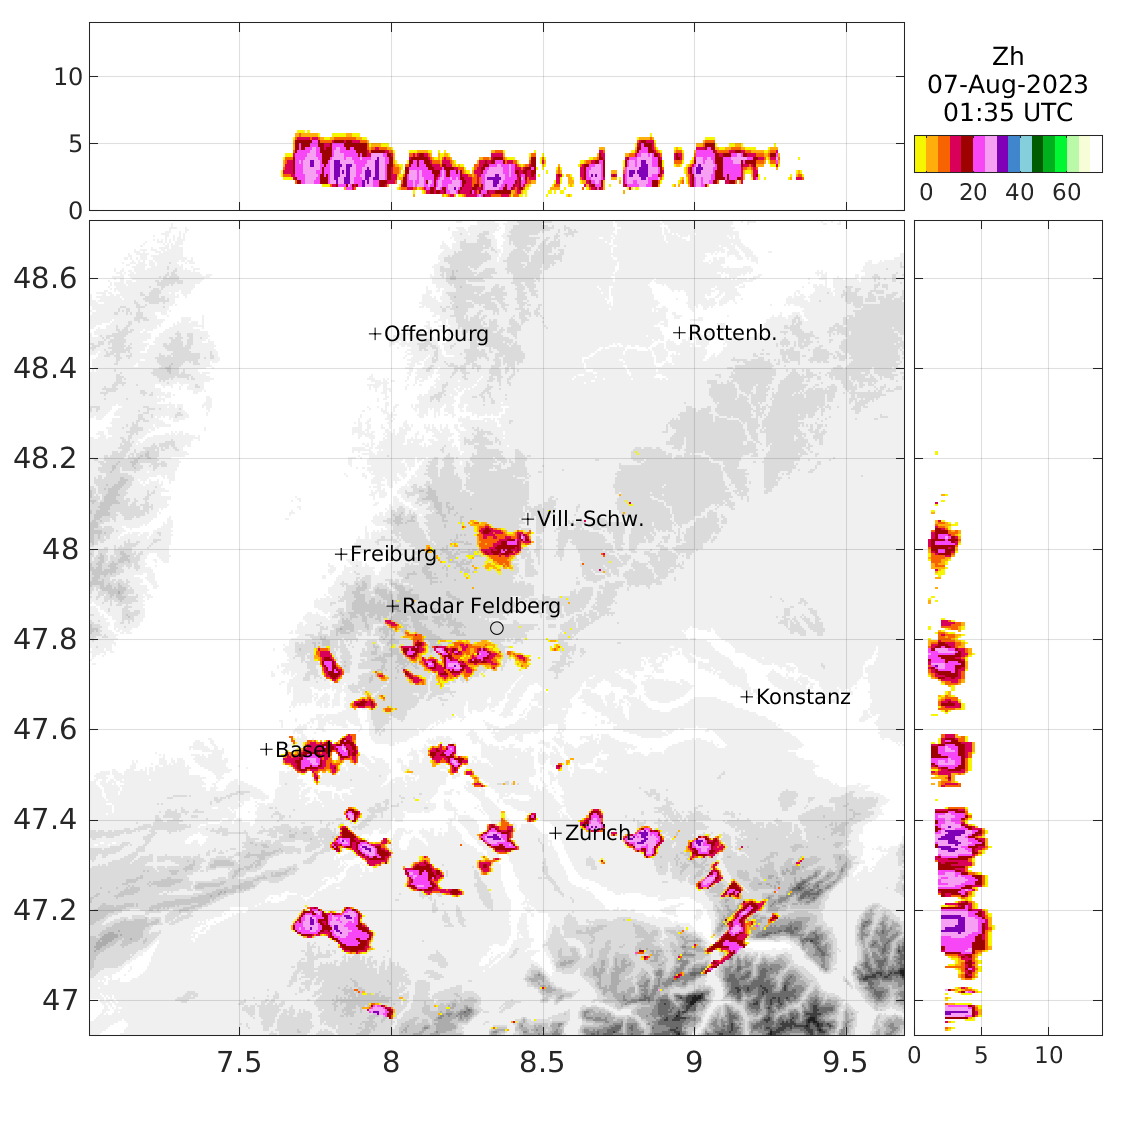 10
5
0
Zh
07-Aug-2023
01:35 UTC
0 20 40 60
48.6
48.4
48.2
48
47.8
47.6
47.4
47.2
47
+Offenburg
+Rottenb.
+Vill.-Schw.
+Freiburg
+Radar Feldberg
+Konstanz
+Basel
+Zurich
7.5 8 8.5 9 9.5
0 5 10